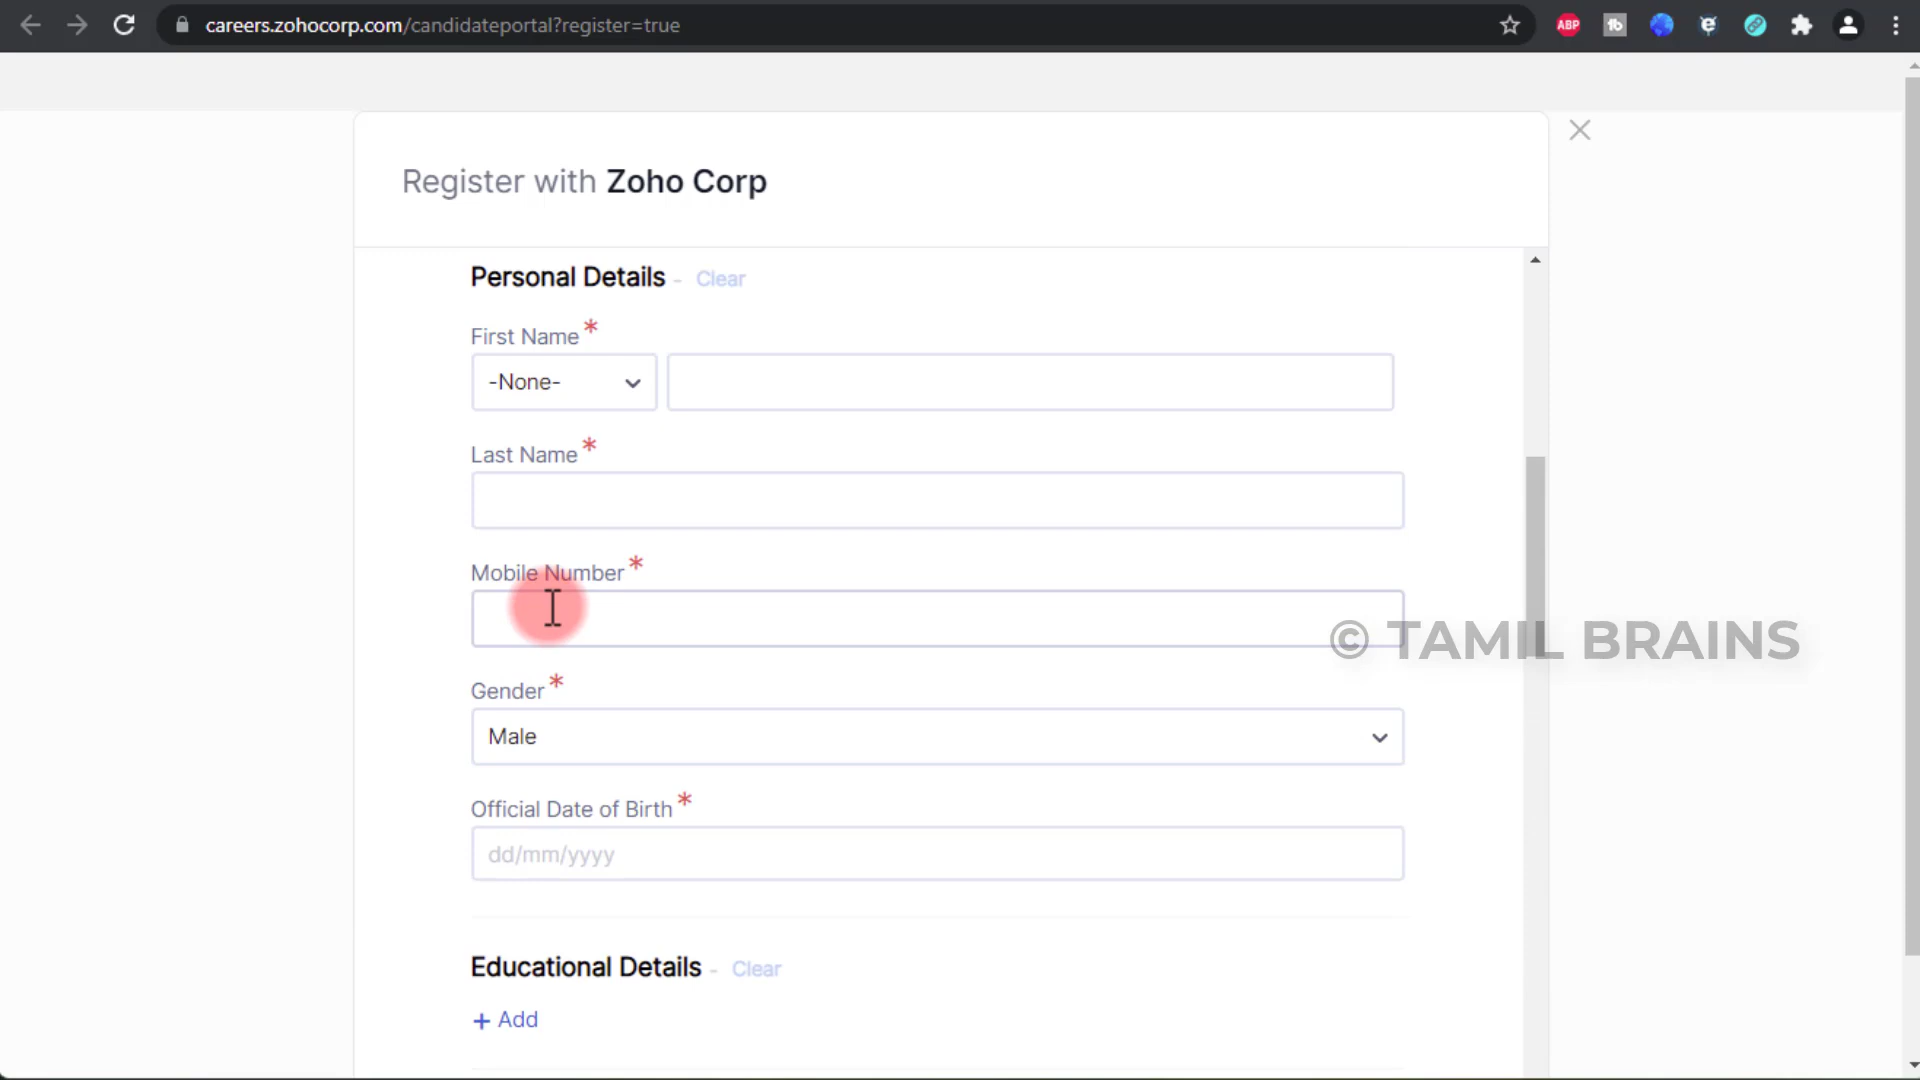 careers.zohocorp.com/candidateportal?register=true
ABP
tb
Register with Zoho Corp
Personal Details - Clear
First Name *
-None-
Last Name *
Mobile Number *
© TAMIL BRAINS
Gender *
Male
Official Date of Birth *
dd/mm/yyyy
Educational Details - Clear
+ Add